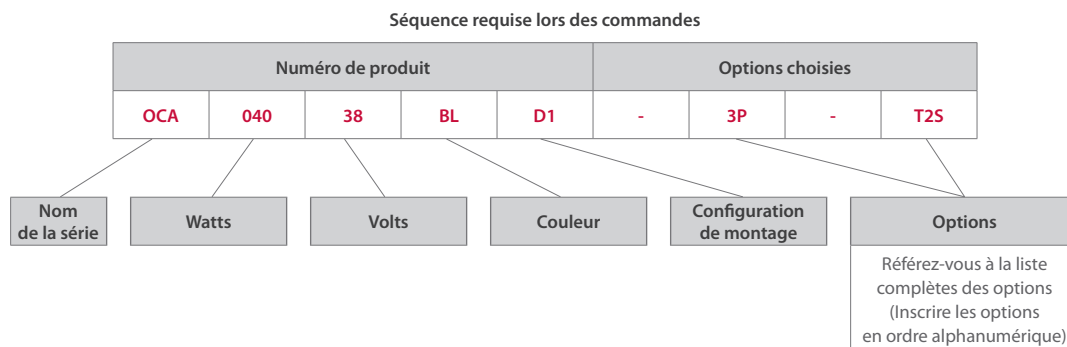 Séquence requise lors des commandes
Numéro de produit Options choisies
OCA 040 38 BL D1 - 3P - T2S
Nom
de la série
Watts
Volts
Couleur
Configuration
de montage
Options
Référez-vous à la liste
complètes des options
(Inscrire les options
en ordre alphanumérique)